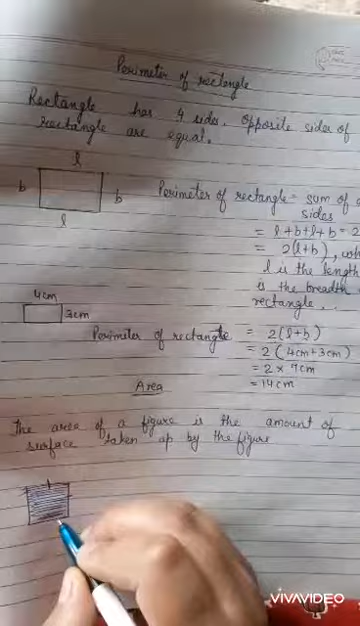 Perimeter of rectangle
Rectangle has 4 sides. Opposite sides of
rectangle are equal.
l
b
b
l
Perimeter of rectangle = sum of
sides
= l+b+l+b = 2
= 2(l+b),
l is the length
is the breadth
rectangle..
4cm
3cm
Perimeter of rectangle = 2(l+b)
= 2(4cm+3cm)
= 2 × 7cm
= 14cm
Area
The area of a figure is the amount of
surface taken up by the figure
VIVAVIDEO